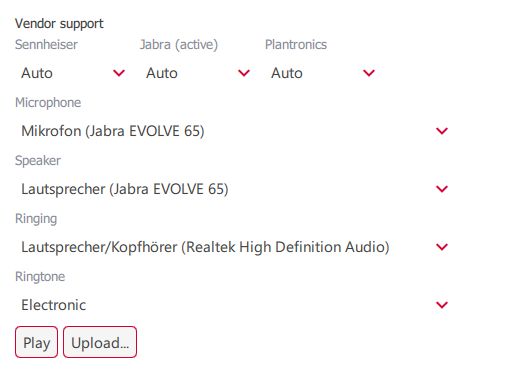 Vendor support
Sennheiser Jabra (active) Plantronics
Auto Auto Auto
Microphone
Mikrofon (Jabra EVOLVE 65)
Speaker
Lautsprecher (Jabra EVOLVE 65)
Ringing
Lautsprecher/Kopfhörer (Realtek High Definition Audio)
Ringtone
Electronic
Play Upload...